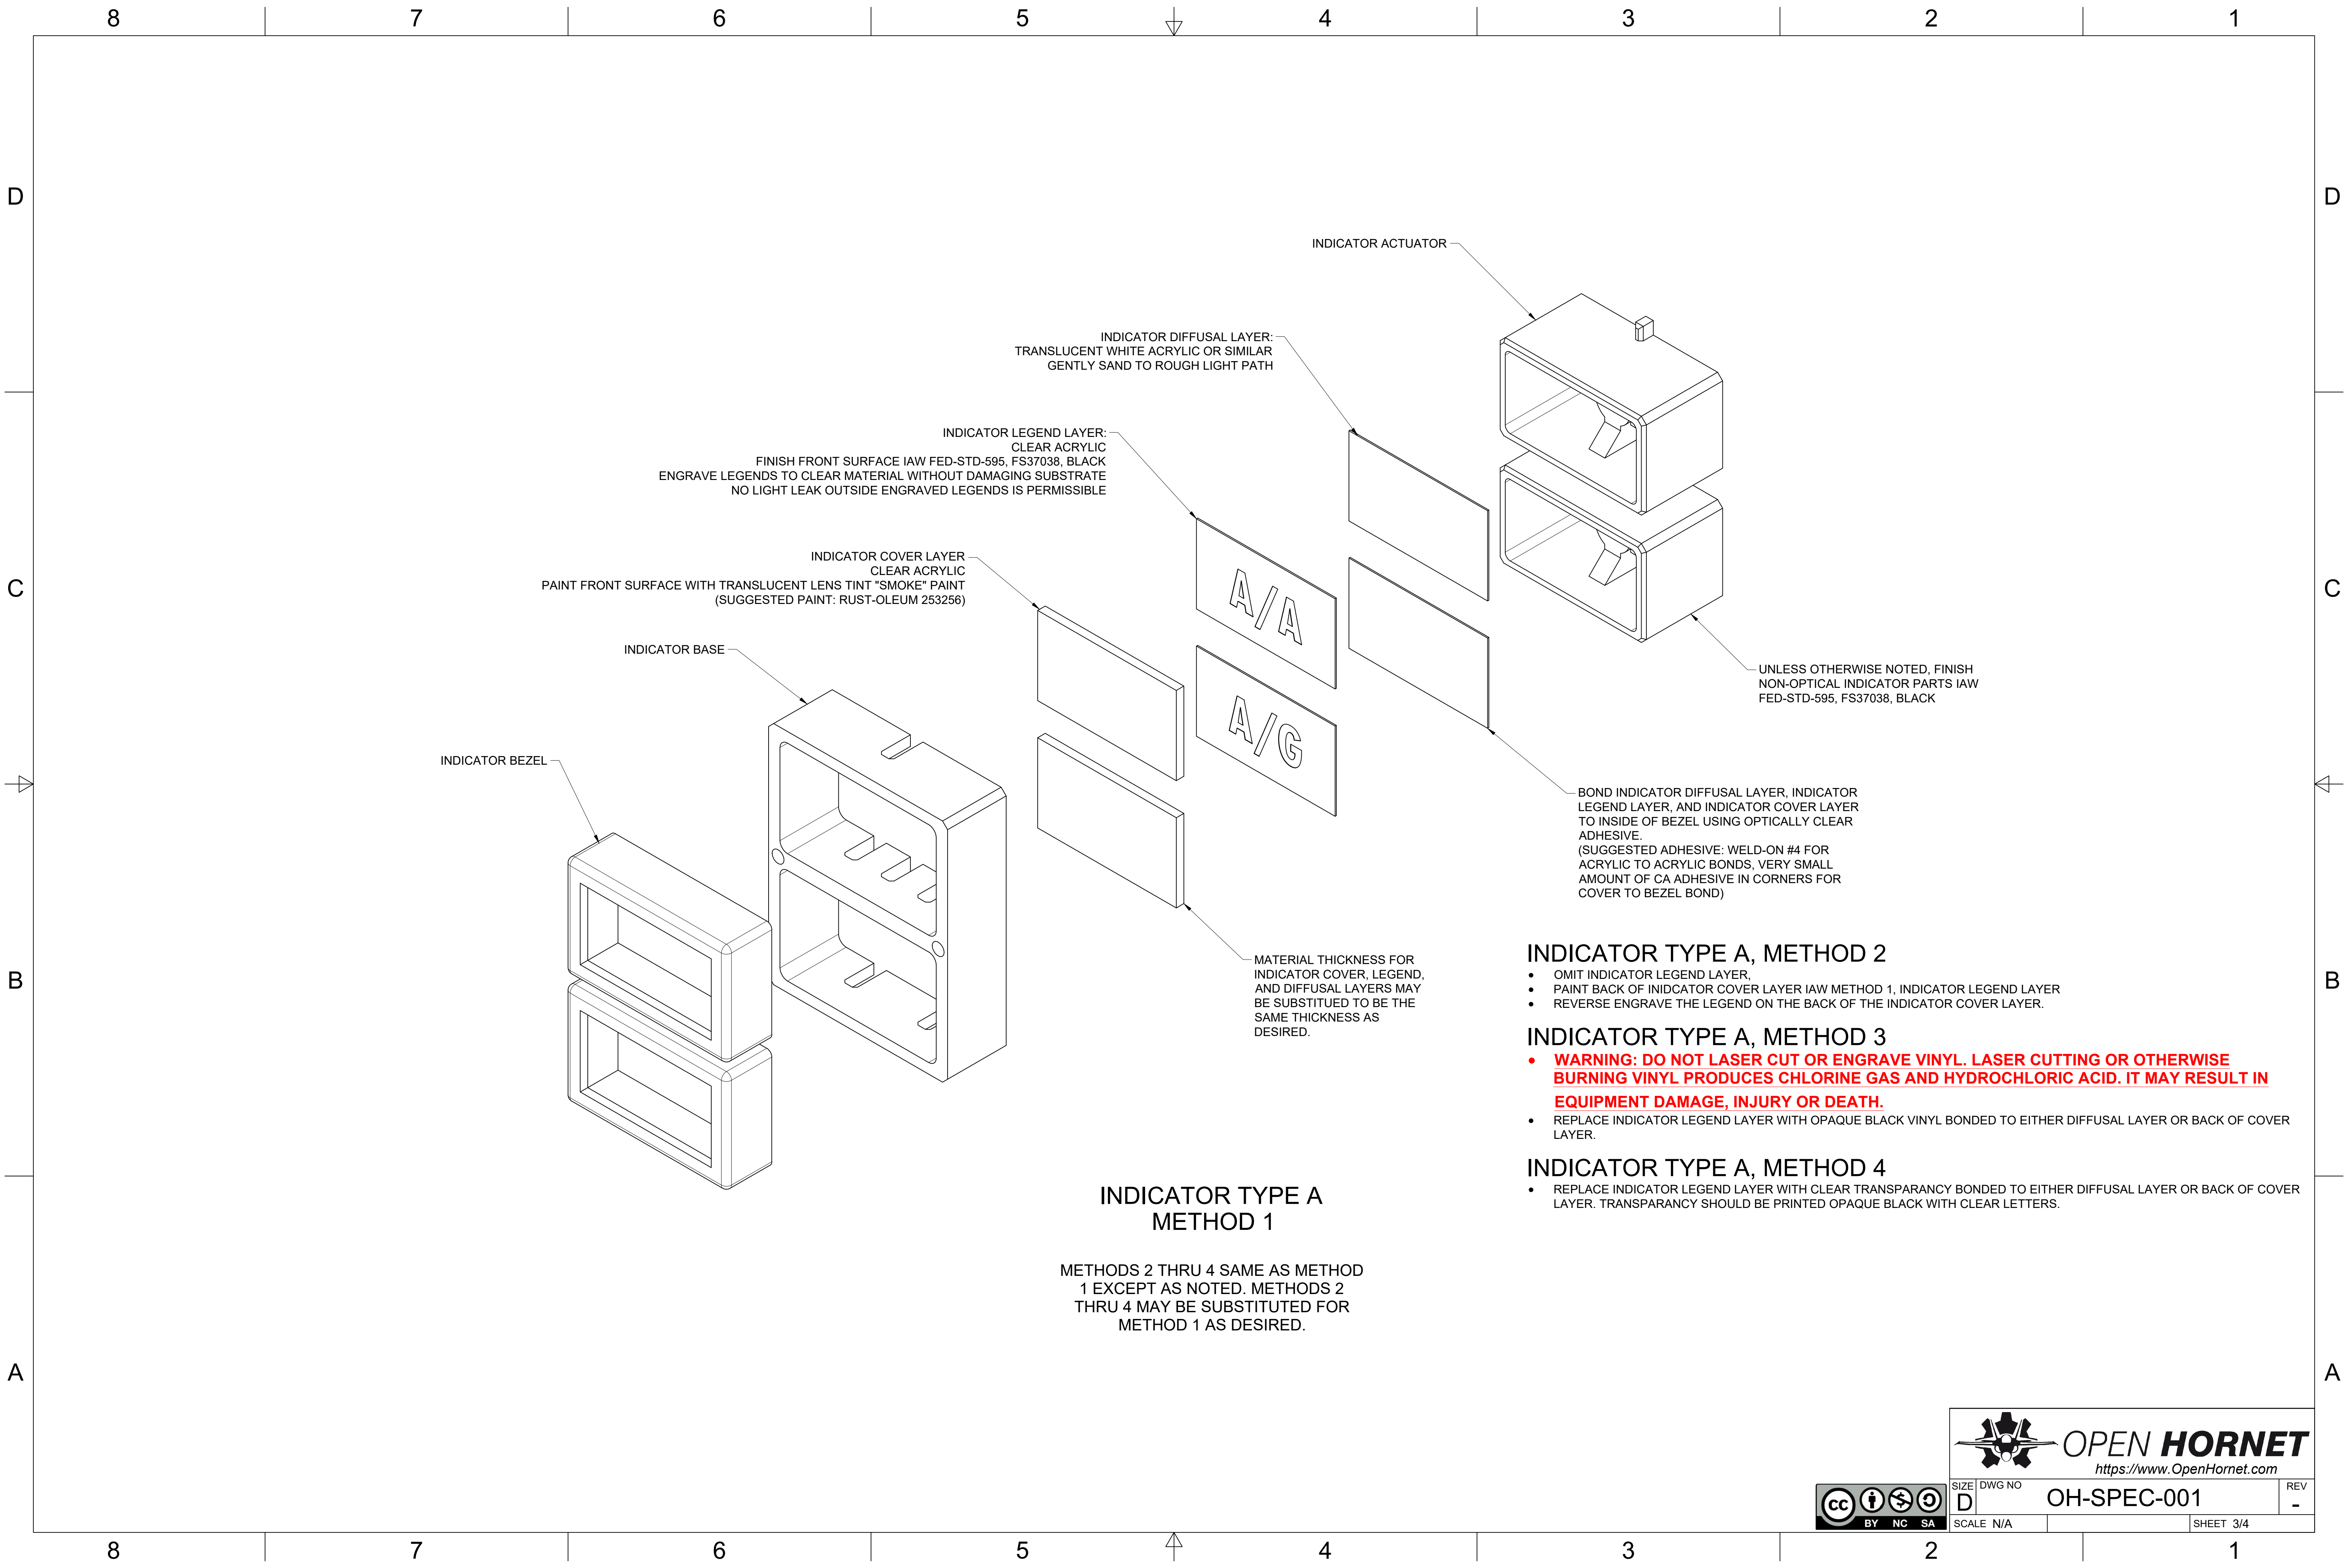 8 7 6 5 4 3 2 1
D
D
INDICATOR ACTUATOR
INDICATOR DIFFUSAL LAYER:
TRANSLUCENT WHITE ACRYLIC OR SIMILAR
GENTLY SAND TO ROUGH LIGHT PATH
INDICATOR LEGEND LAYER:
CLEAR ACRYLIC
FINISH FRONT SURFACE IAW FED-STD-595, FS37038, BLACK
ENGRAVE LEGENDS TO CLEAR MATERIAL WITHOUT DAMAGING SUBSTRATE
NO LIGHT LEAK OUTSIDE ENGRAVED LEGENDS IS PERMISSIBLE
INDICATOR COVER LAYER
CLEAR ACRYLIC
PAINT FRONT SURFACE WITH TRANSLUCENT LENS TINT "SMOKE" PAINT
(SUGGESTED PAINT: RUST-OLEUM 253256)
C
C
A/A
A/G
INDICATOR BASE
INDICATOR BEZEL
UNLESS OTHERWISE NOTED, FINISH
NON-OPTICAL INDICATOR PARTS IAW
FED-STD-595, FS37038, BLACK
BOND INDICATOR DIFFUSAL LAYER, INDICATOR
LEGEND LAYER, AND INDICATOR COVER LAYER
TO INSIDE OF BEZEL USING OPTICALLY CLEAR
ADHESIVE.
(SUGGESTED ADHESIVE: WELD-ON #4 FOR
ACRYLIC TO ACRYLIC BONDS, VERY SMALL
AMOUNT OF CA ADHESIVE IN CORNERS FOR
COVER TO BEZEL BOND)
MATERIAL THICKNESS FOR
INDICATOR COVER, LEGEND,
AND DIFFUSAL LAYERS MAY
BE SUBSTITUED TO BE THE
SAME THICKNESS AS
DESIRED.
B
B
INDICATOR TYPE A, METHOD 2
• OMIT INDICATOR LEGEND LAYER,
• PAINT BACK OF INIDCATOR COVER LAYER IAW METHOD 1, INDICATOR LEGEND LAYER
• REVERSE ENGRAVE THE LEGEND ON THE BACK OF THE INDICATOR COVER LAYER.
INDICATOR TYPE A, METHOD 3
• WARNING: DO NOT LASER CUT OR ENGRAVE VINYL. LASER CUTTING OR OTHERWISE
BURNING VINYL PRODUCES CHLORINE GAS AND HYDROCHLORIC ACID. IT MAY RESULT IN
EQUIPMENT DAMAGE, INJURY OR DEATH.
• REPLACE INDICATOR LEGEND LAYER WITH OPAQUE BLACK VINYL BONDED TO EITHER DIFFUSAL LAYER OR BACK OF COVER
LAYER.
INDICATOR TYPE A, METHOD 4
• REPLACE INDICATOR LEGEND LAYER WITH CLEAR TRANSPARANCY BONDED TO EITHER DIFFUSAL LAYER OR BACK OF COVER
LAYER. TRANSPARANCY SHOULD BE PRINTED OPAQUE BLACK WITH CLEAR LETTERS.
INDICATOR TYPE A
METHOD 1
METHODS 2 THRU 4 SAME AS METHOD
1 EXCEPT AS NOTED. METHODS 2
THRU 4 MAY BE SUBSTITUTED FOR
METHOD 1 AS DESIRED.
A
A
OPEN HORNET
https://www.OpenHornet.com
cc BY NC SA
SIZE D
DWG NO OH-SPEC-001
REV -
SCALE N/A
SHEET 3/4
8 7 6 5 4 3 2 1